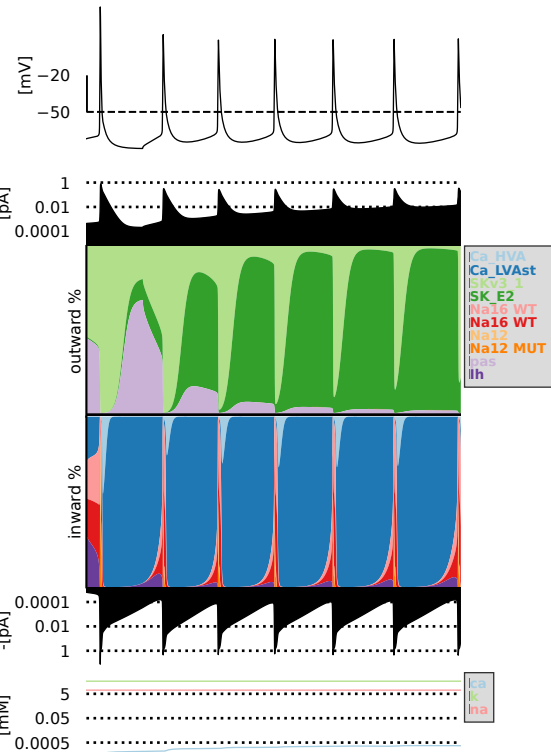 [mV]
−20
−50
[pA]
1
0.01
0.0001
outward %
Ca_HVA
Ca_LVAst
SKv3_1
SK_E2
Na16 WT
Na16 WT
Na12
Na12 MUT
pas
Ih
inward %
-[pA]
0.0001
0.01
1
[mM]
5
0.05
0.0005
ca
k
na